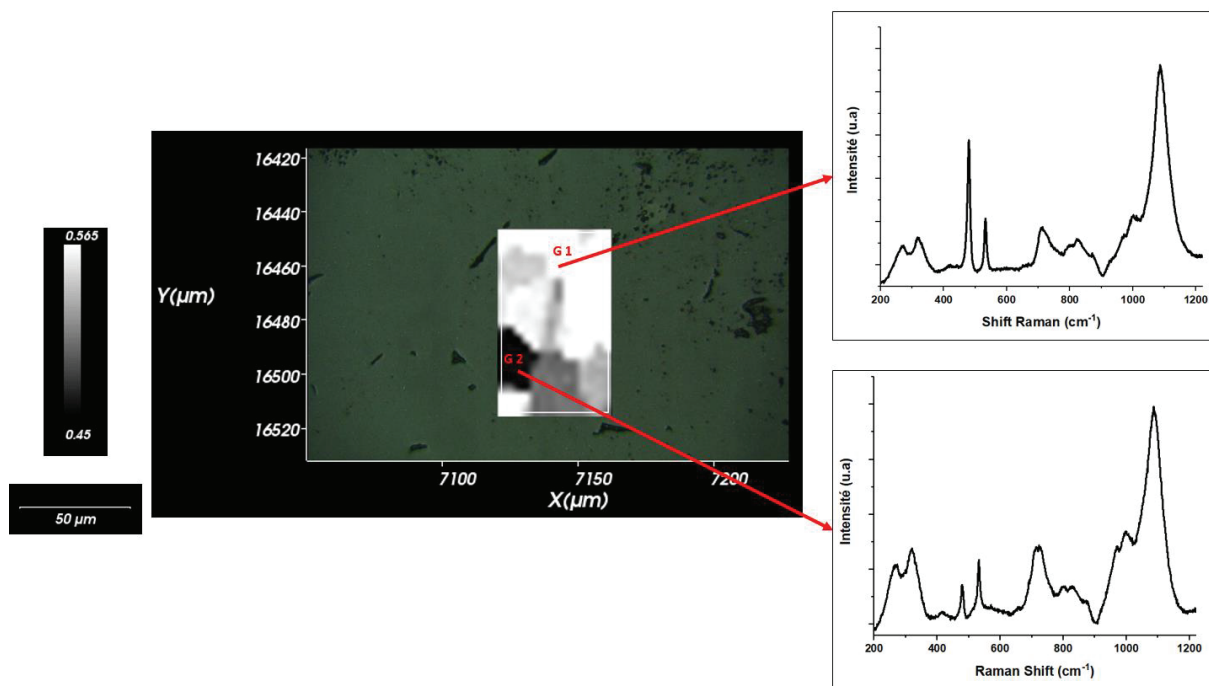 0.565
0.45
50 µm
16420
16440
16460
16480
16500
16520
Y(µm)
7100
7150
7200
X(µm)
G 1
G 2
Intensité (u.a)
200
400
600
800
1000
1200
Shift Raman (cm⁻¹)
Intensité (u.a)
200
400
600
800
1000
1200
Raman Shift (cm⁻¹)